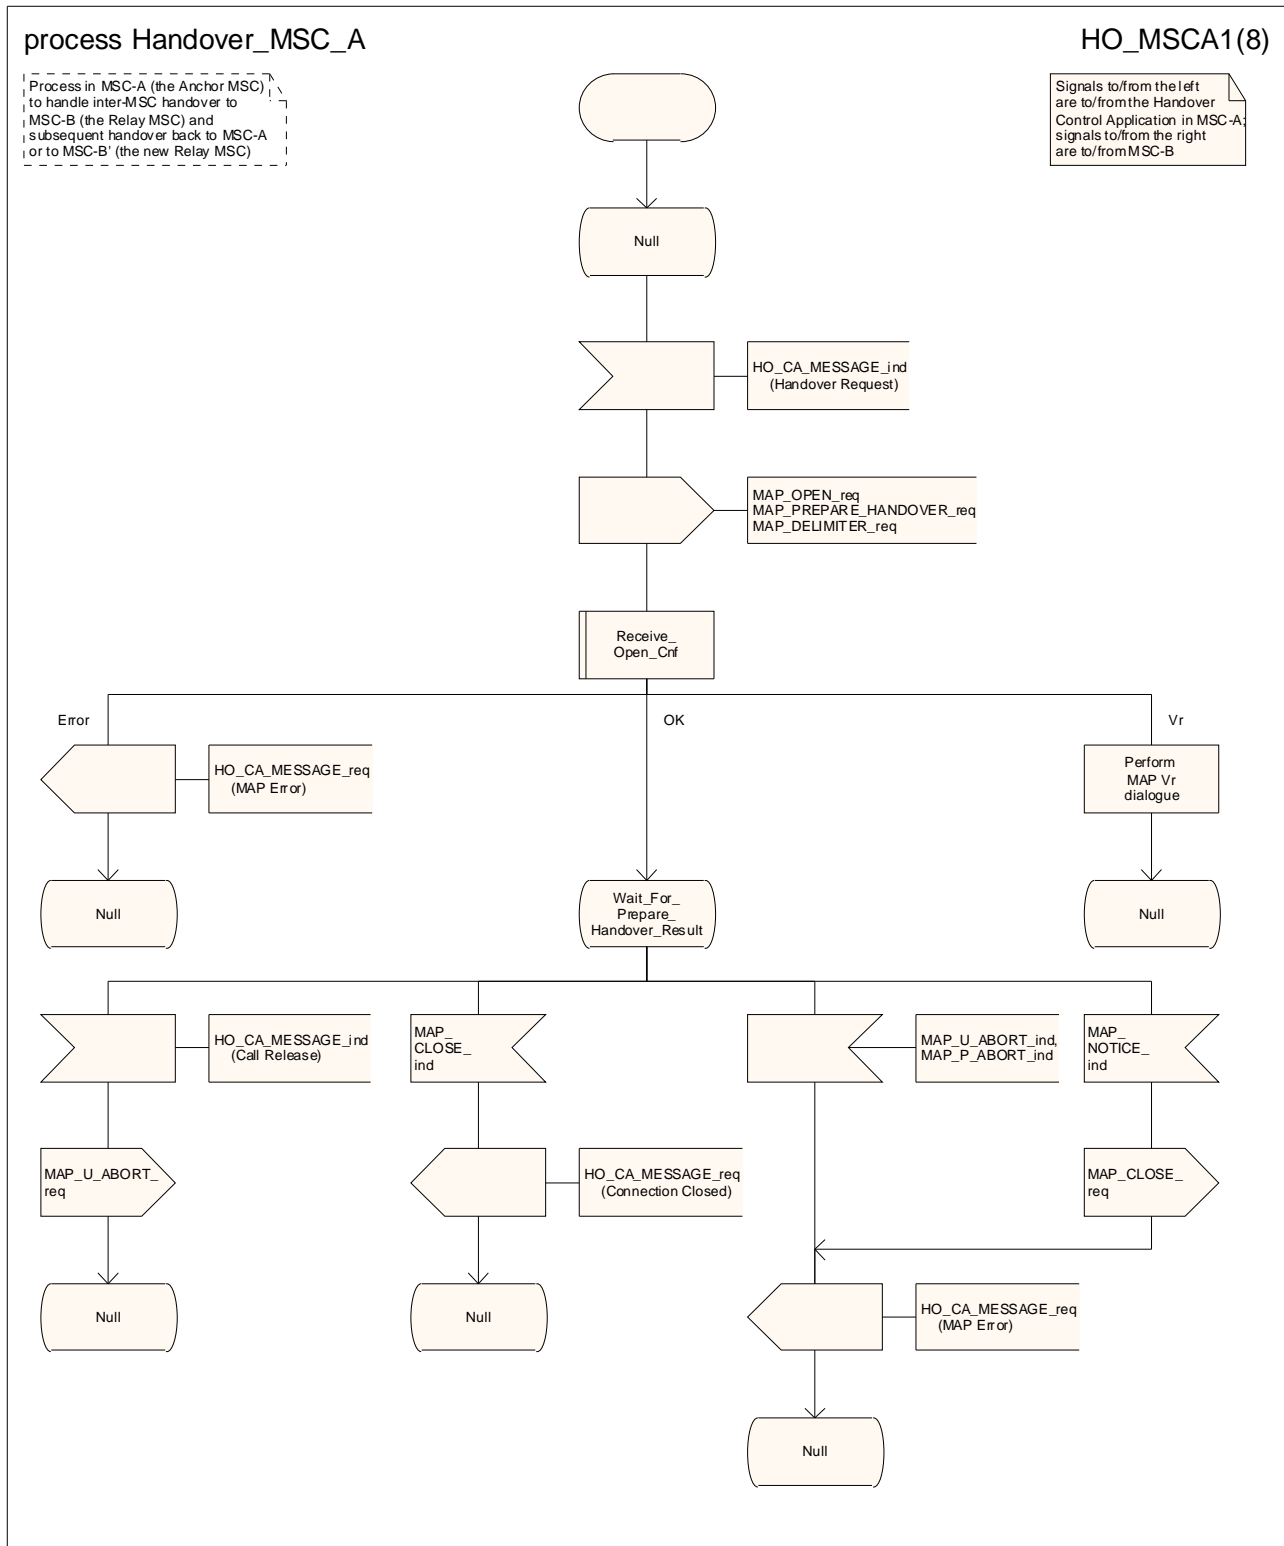 process Handover_MSC_A
HO_MSCA1(8)
Process in MSC-A (the Anchor MSC)
to handle inter-MSC handover to
MSC-B (the Relay MSC) and
subsequent handover back to MSC-A
or to MSC-B' (the new Relay MSC)
Signals to/from the left
are to/from the Handover
Control Application in MSC-A;
signals to/from the right
are to/from MSC-B
Null
HO_CA_MESSAGE_ind
(Handover Request)
MAP_OPEN_req
MAP_PREPARE_HANDOVER_req
MAP_DELIMITER_req
Receive_
Open_Cnf
Error
OK
Vr
HO_CA_MESSAGE_req
(MAP Error)
Perform
MAP Vr
dialogue
Null
Wait_For_
Prepare_
Handover_Result
Null
HO_CA_MESSAGE_ind
(Call Release)
MAP_
CLOSE_
ind
MAP_U_ABORT_ind,
MAP_P_ABORT_ind
MAP_
NOTICE_
ind
MAP_U_ABORT_
req
HO_CA_MESSAGE_req
(Connection Closed)
MAP_CLOSE_
req
Null
Null
HO_CA_MESSAGE_req
(MAP Error)
Null